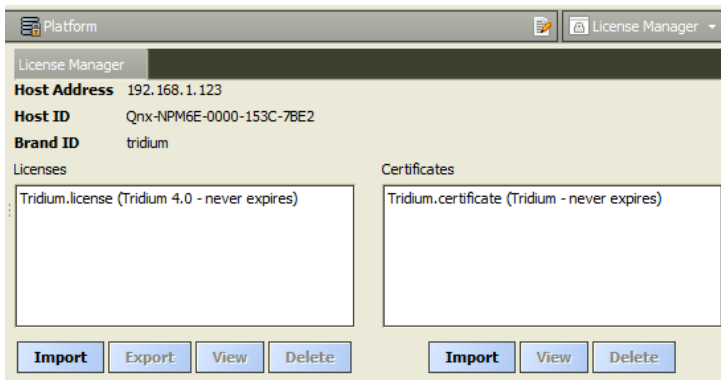 Platform
License Manager
License Manager
Host Address 192.168.1.123
Host ID Qnx-NPM6E-0000-153C-7BE2
Brand ID tridium
Licenses
Certificates
Tridium.license (Tridium 4.0 - never expires)
Tridium.certificate (Tridium - never expires)
Import Export View Delete
Import View Delete